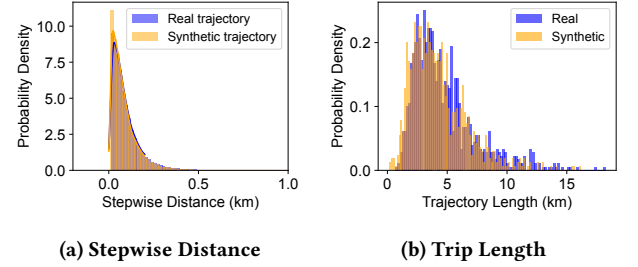 Real trajectory
Synthetic trajectory
Probability Density
10.0
7.5
5.0
2.5
0.0
0.0 0.5 1.0
Stepwise Distance (km)
(a) Stepwise Distance
Real
Synthetic
Probability Density
0.2
0.1
0.0
0 5 10 15
Trajectory Length (km)
(b) Trip Length